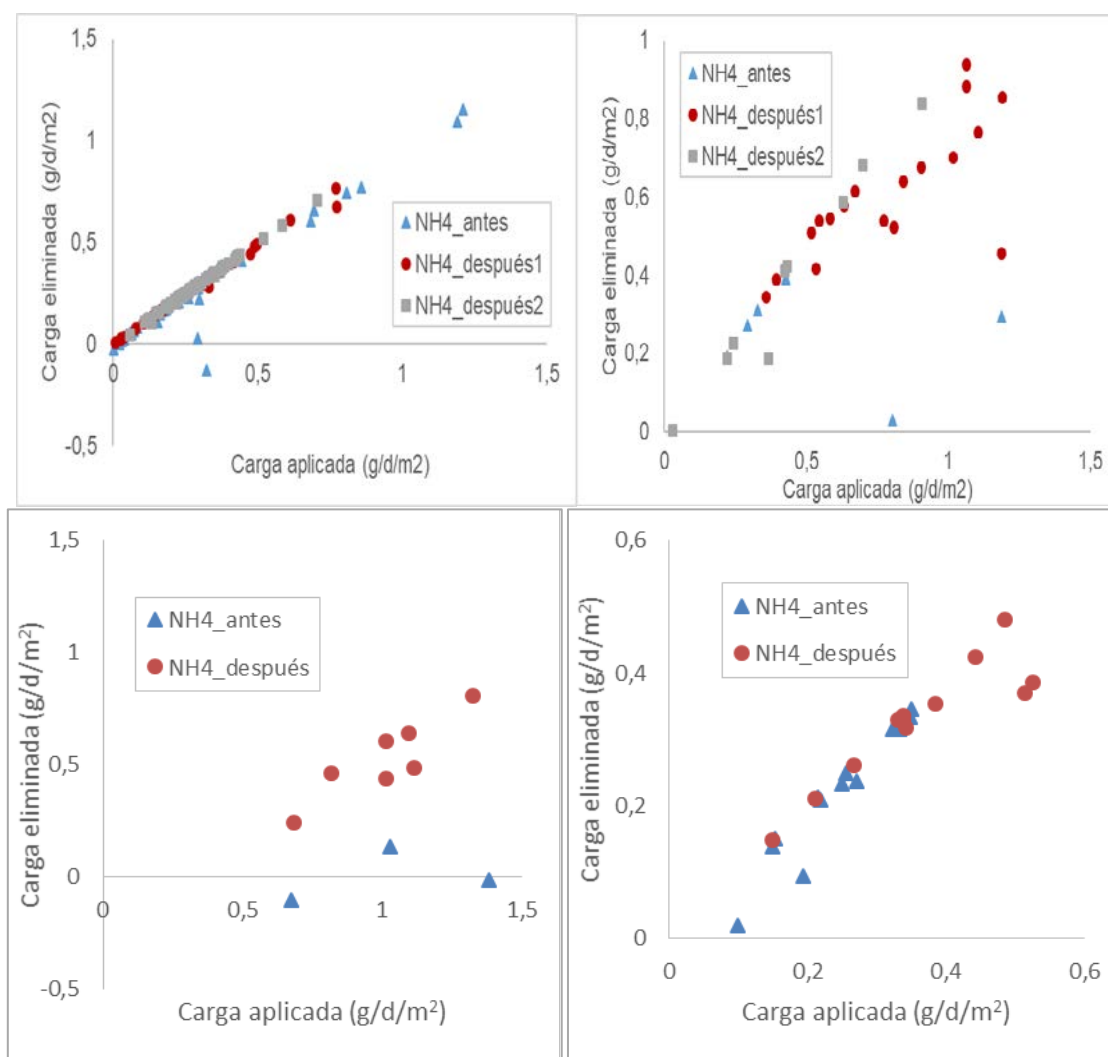 1,5
1
0,5
0
-0,5
0,5
1
1,5
Carga eliminada (g/d/m2)
Carga aplicada (g/d/m2)
NH4_antes
NH4_después1
NH4_después2
1
0,8
0,6
0,4
0,2
0
0
0,5
1
1,5
Carga eliminada (g/d/m2)
Carga aplicada (g/d/m2)
NH4_antes
NH4_después1
NH4_después2
1,5
1
0,5
0
-0,5
0
0,5
1
1,5
Carga eliminada (g/d/m²)
Carga aplicada (g/d/m²)
NH4_antes
NH4_después
0,6
0,4
0,2
0
0
0,2
0,4
0,6
Carga eliminada (g/d/m²)
Carga aplicada (g/d/m²)
NH4_antes
NH4_después